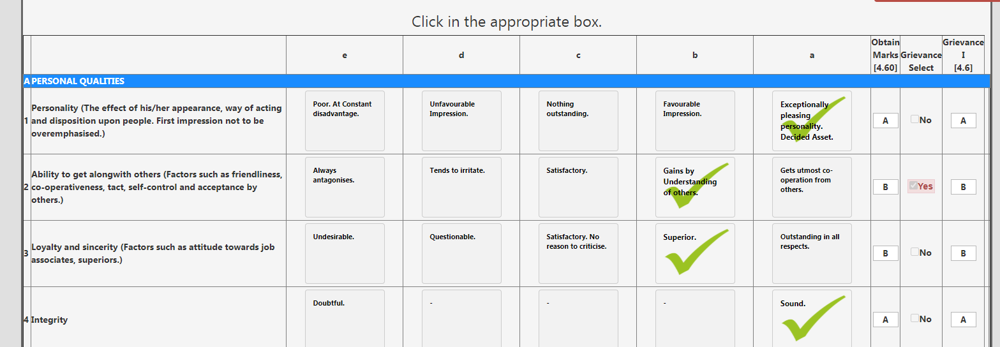 Click in the appropriate box.
e d c b a Obtain Marks [4.60] Grievance Select Grievance I [4.6]
A PERSONAL QUALITIES
1
Personality (The effect of his/her appearance, way of acting
and disposition upon people. First impression not to be
overemphasised.)
Poor. At Constant
disadvantage.
Unfavourable
Impression.
Nothing
outstanding.
Favourable
Impression.
Exceptionally
pleasing
personality.
Decided Asset.
A
No
A
2
Ability to get alongwith others (Factors such as friendliness,
co-operativeness, tact, self-control and acceptance by
others.)
Always
antagonises.
Tends to irritate.
Satisfactory.
Gains by
Understanding
of others.
Gets utmost co-
operation from
others.
B
Yes
B
3
Loyalty and sincerity (Factors such as attitude towards job
associates, superiors.)
Undesirable.
Questionable.
Satisfactory. No
reason to criticise.
Superior.
Outstanding in all
respects.
B
No
B
4 Integrity
Doubtful.
-
-
-
Sound.
A
No
A